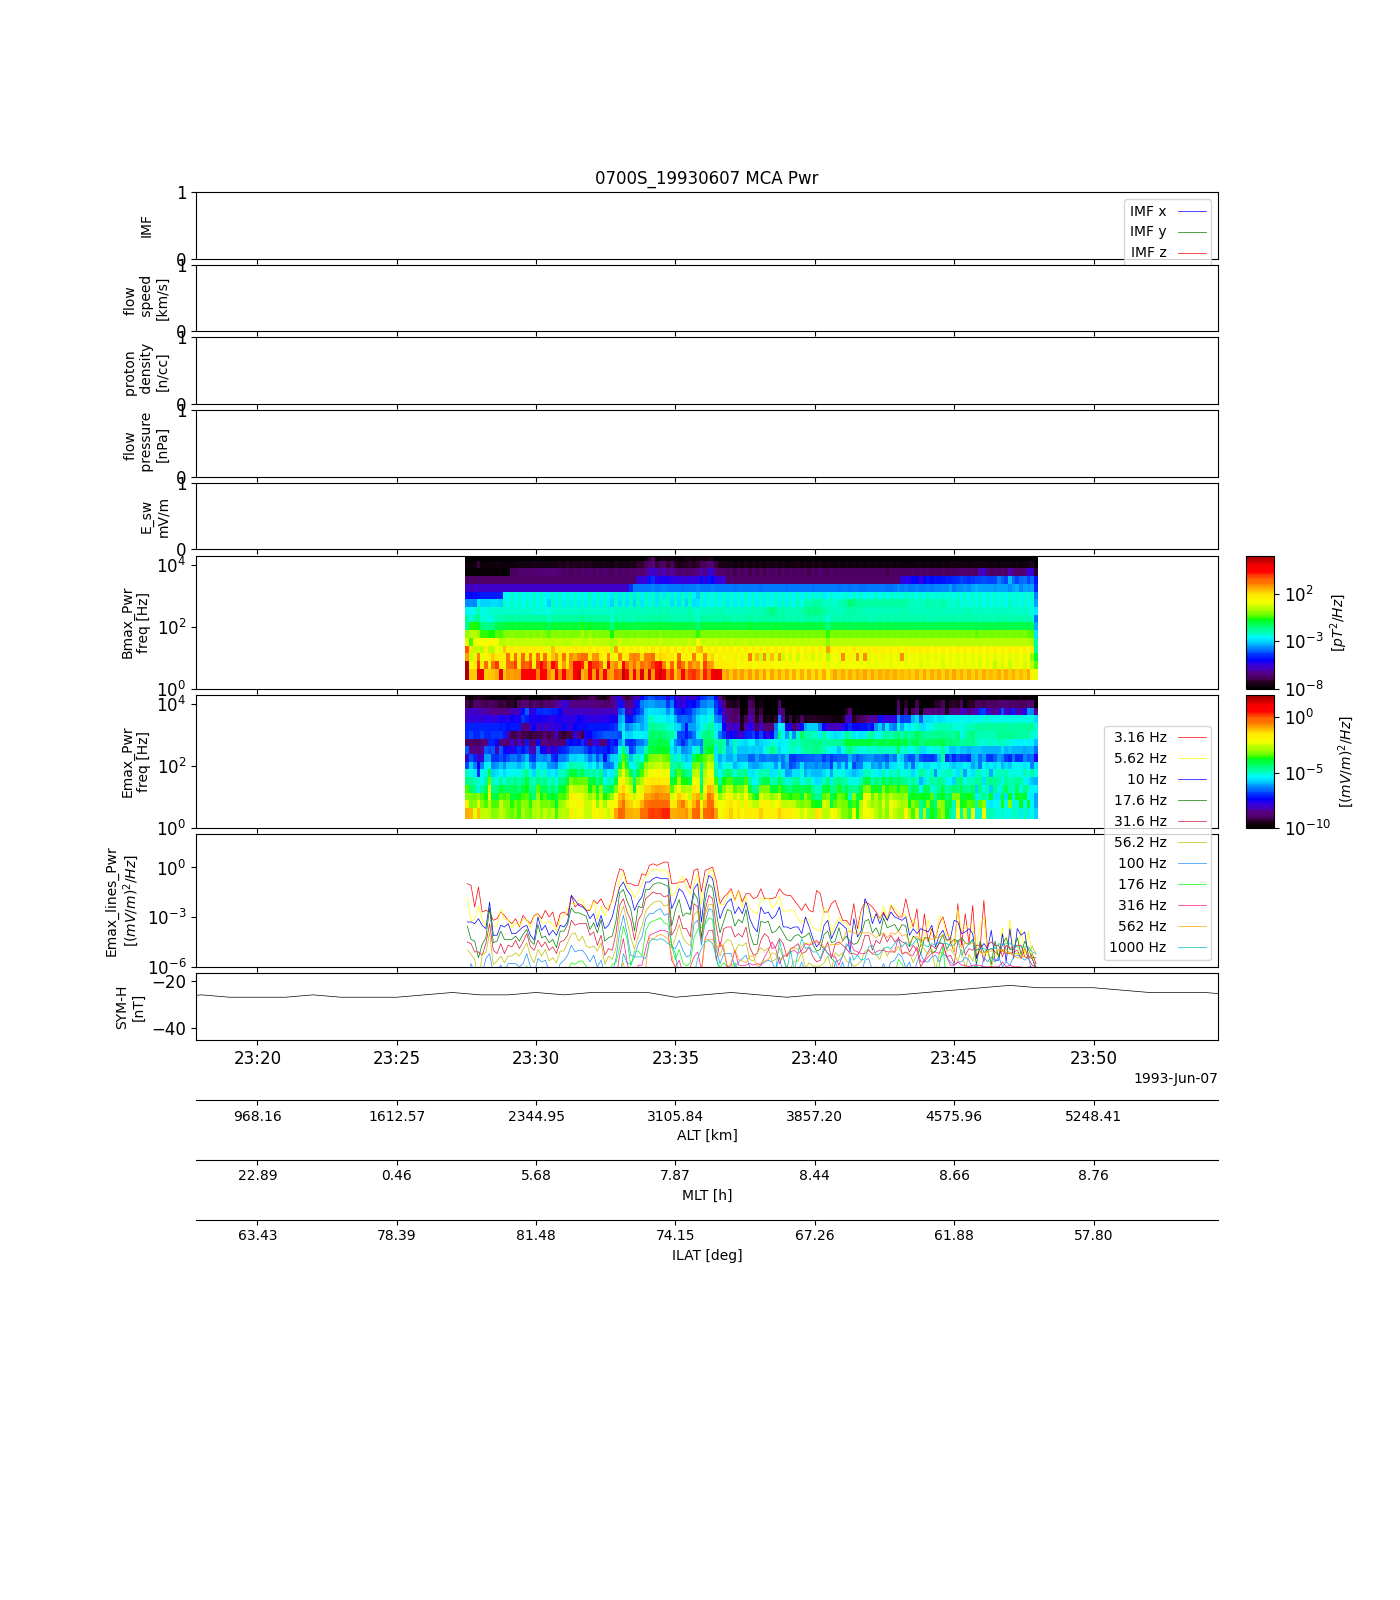 0700S_19930607 MCA Pwr
1
0
IMF
IMF x
IMF y
IMF z
1
0
flow
speed
[km/s]
1
0
proton
density
[n/cc]
1
0
flow
pressure
[nPa]
1
0
E_sw
mV/m
10^4
10^2
10^0
Bmax_Pwr
freq [Hz]
10^2
10^-3
10^-8
[pT^2/Hz]
10^4
10^2
10^0
Emax_Pwr
freq [Hz]
10^0
10^-5
10^-10
[(mV/m)^2/Hz]
3.16 Hz
5.62 Hz
10 Hz
17.6 Hz
31.6 Hz
56.2 Hz
100 Hz
176 Hz
316 Hz
562 Hz
1000 Hz
10^0
10^-3
10^-6
Emax_lines_Pwr
[(mV/m)^2/Hz]
−20
−40
SYM-H
[nT]
23:20 23:25 23:30 23:35 23:40 23:45 23:50
1993-Jun-07
968.16 1612.57 2344.95 3105.84 3857.20 4575.96 5248.41
ALT [km]
22.89 0.46 5.68 7.87 8.44 8.66 8.76
MLT [h]
63.43 78.39 81.48 74.15 67.26 61.88 57.80
ILAT [deg]